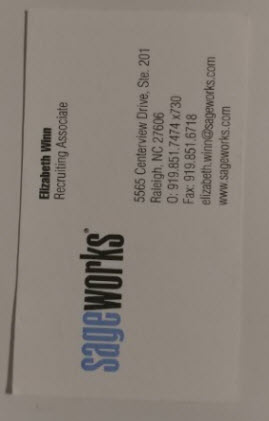 sageworks®
Elizabeth Winn
Recruiting Associate
5565 Centerview Drive, Ste. 201
Raleigh, NC 27606
O: 919.851.7474 x730
Fax: 919.851.6718
elizabeth.winn@sageworks.com
www.sageworks.com